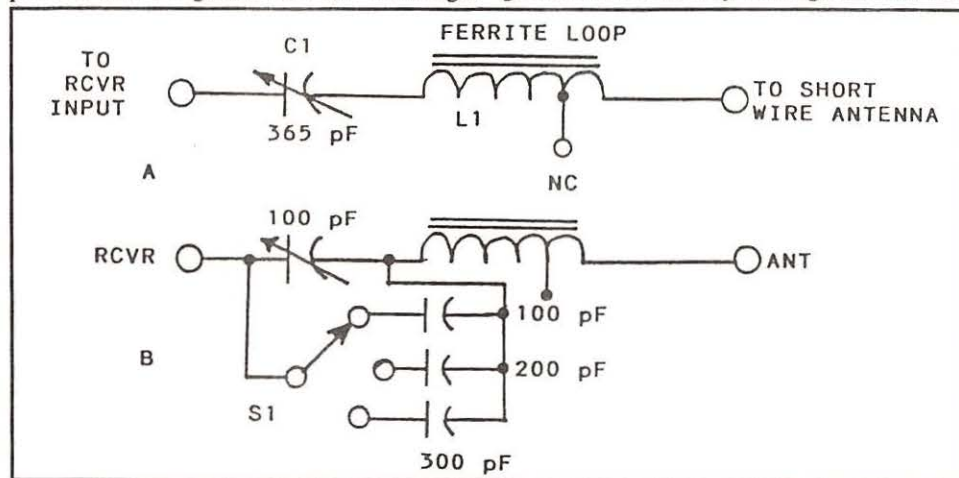 FERRITE LOOP
C1
TO
RCVR
INPUT
365 pF
L1
TO SHORT
WIRE ANTENNA
NC
A
100 pF
RCVR
ANT
100 pF
200 pF
300 pF
S1
B